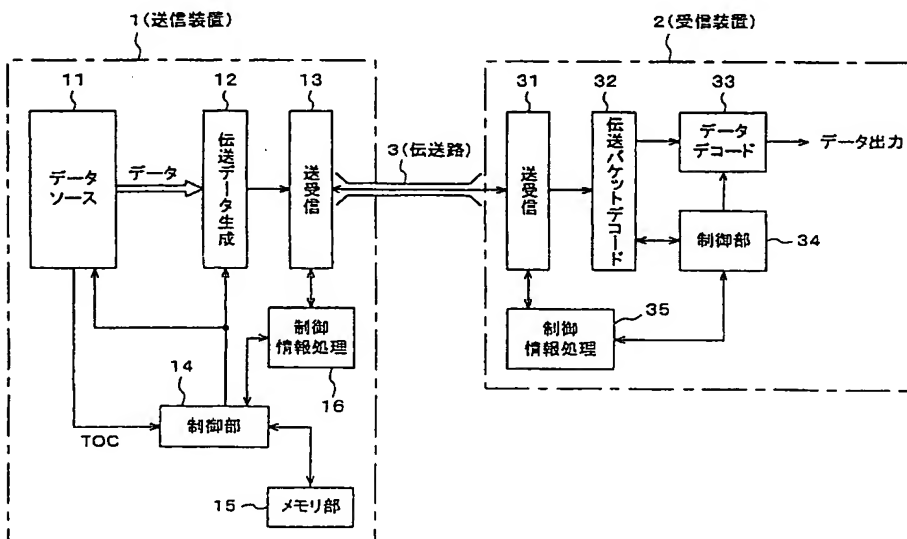 1(送信装置)
2(受信装置)
11
12
13
データ
ソース
データ
伝送データ生成
送受信
3(伝送路)
31
32
33
送受信
伝送パケットデコード
データ
デコード
データ出力
制御部
34
制御
情報処理
35
制御
情報処理
16
14
制御部
TOC
15
メモリ部